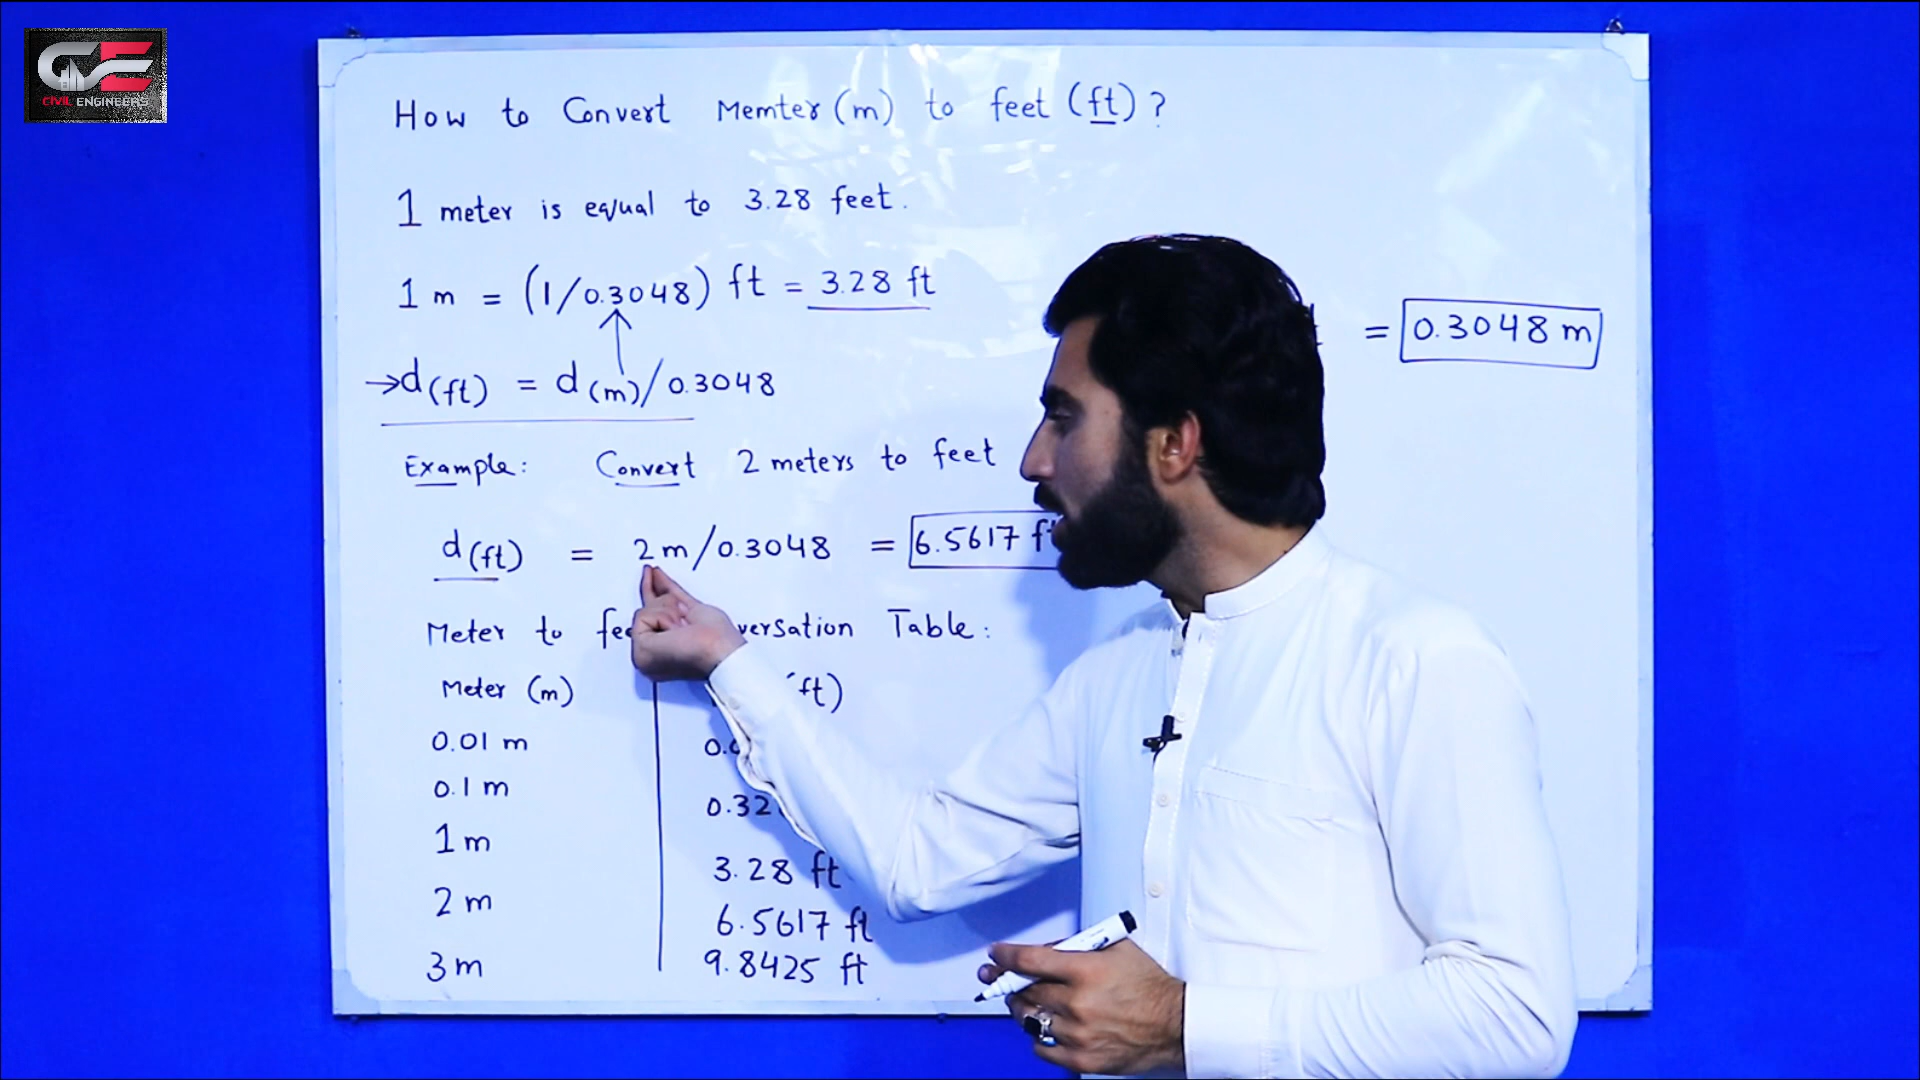 CIVIL ENGINEERS
How to Convert Memter (m) to feet (ft) ?
1 meter is equal to 3.28 feet.
1 m = (1/0.3048) ft = 3.28 ft
= 0.3048 m
→d(ft) = d(m)/0.3048
Example: Convert 2 meters to feet
d(ft) = 2m/0.3048 = 6.5617 ft
Meter to Table:
Meter (m) (ft)
0.01 m
0.1 m
1 m 3.28 ft
2 m 6.5617 ft
3 m 9.8425 ft